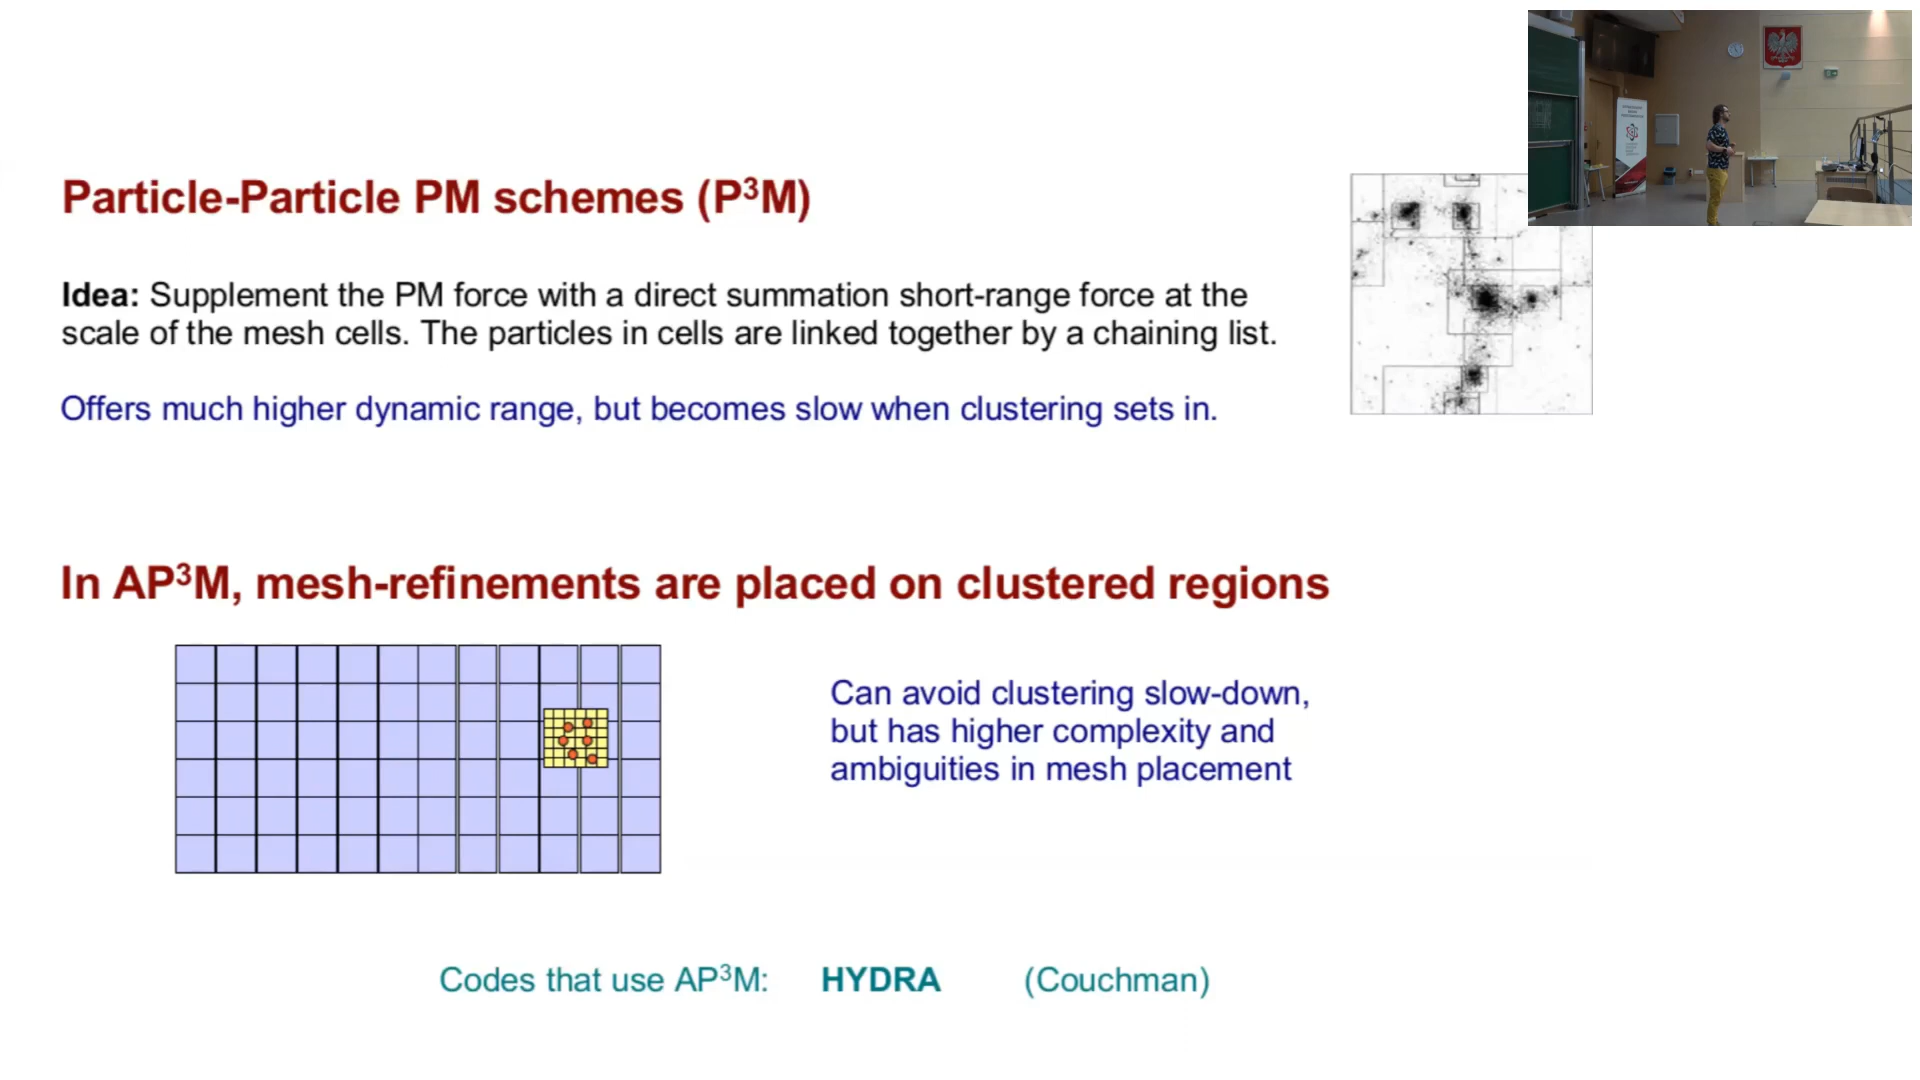 Particle-Particle PM schemes (P³M)
Idea: Supplement the PM force with a direct summation short-range force at the
scale of the mesh cells. The particles in cells are linked together by a chaining list.
Offers much higher dynamic range, but becomes slow when clustering sets in.
In AP³M, mesh-refinements are placed on clustered regions
Can avoid clustering slow-down,
but has higher complexity and
ambiguities in mesh placement
Codes that use AP³M: HYDRA (Couchman)